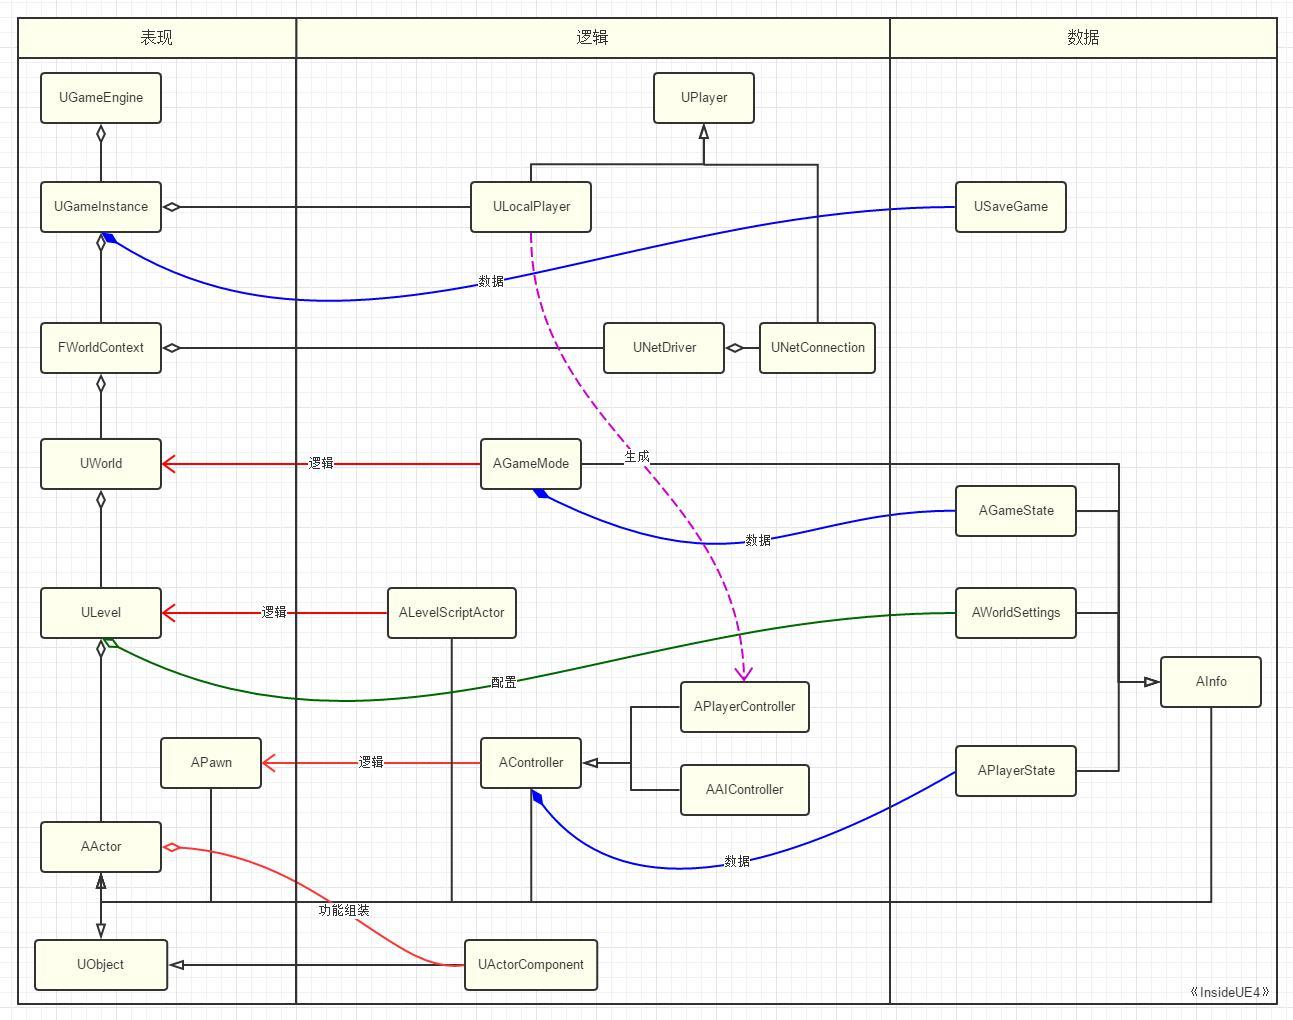 表现
逻辑
数据
UGameEngine
UPlayer
UGameInstance
ULocalPlayer
USaveGame
数据
FWorldContext
UNetDriver
UNetConnection
UWorld
逻辑
AGameMode
生成
AGameState
数据
ULevel
逻辑
ALevelScriptActor
AWorldSettings
配置
AInfo
APlayerController
APawn
逻辑
AController
APlayerState
AAIController
AActor
数据
功能组装
UObject
UActorComponent
《InsideUE4》